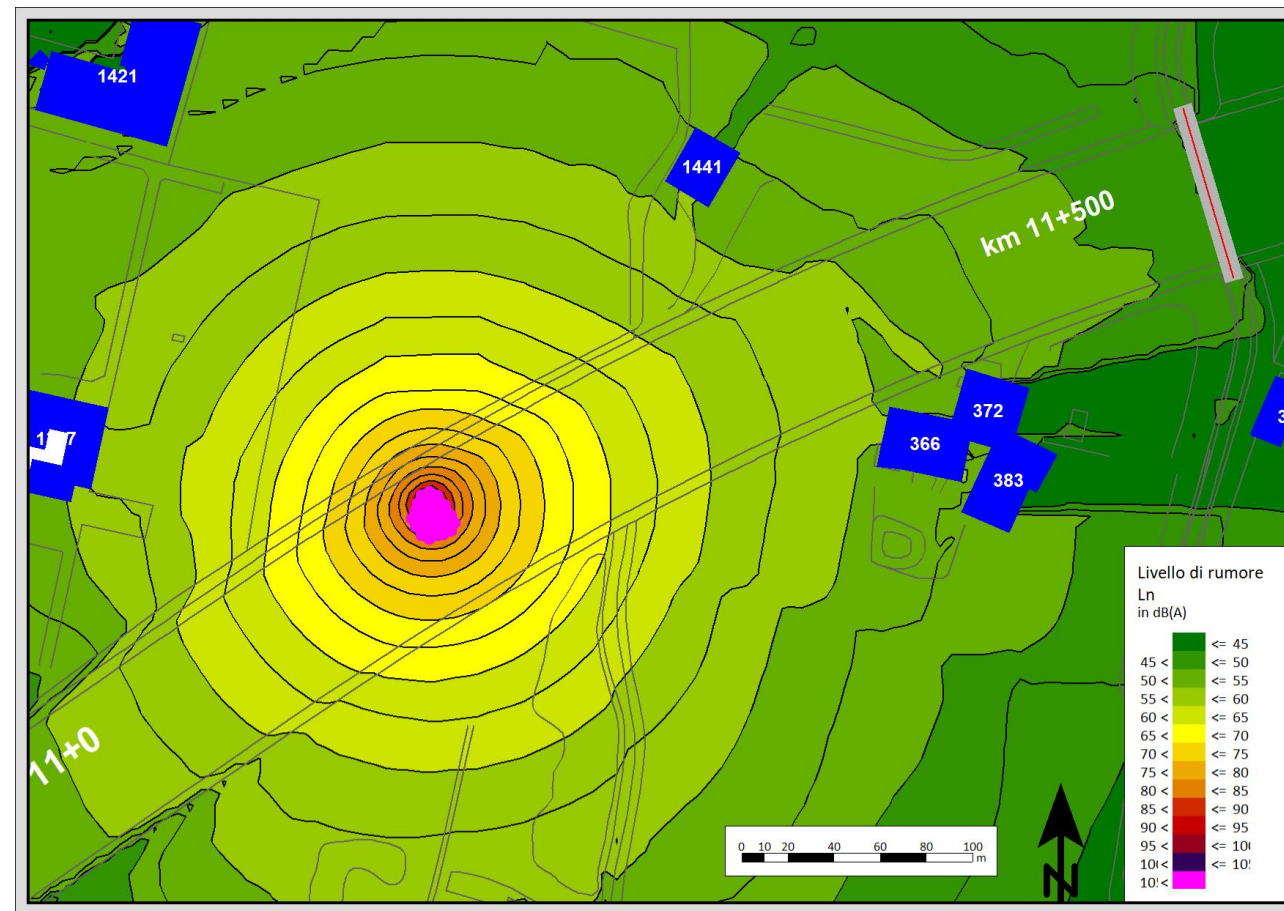 1421
1441
km 11+500
372
366
383
3
11+0
Livello di rumore
Ln
in dB(A)
<= 45
45 < <= 50
50 < <= 55
55 < <= 60
60 < <= 65
65 < <= 70
70 < <= 75
75 < <= 80
80 < <= 85
85 < <= 90
90 < <= 95
95 <
<=
0 10 20 40 60 80 100
m
N